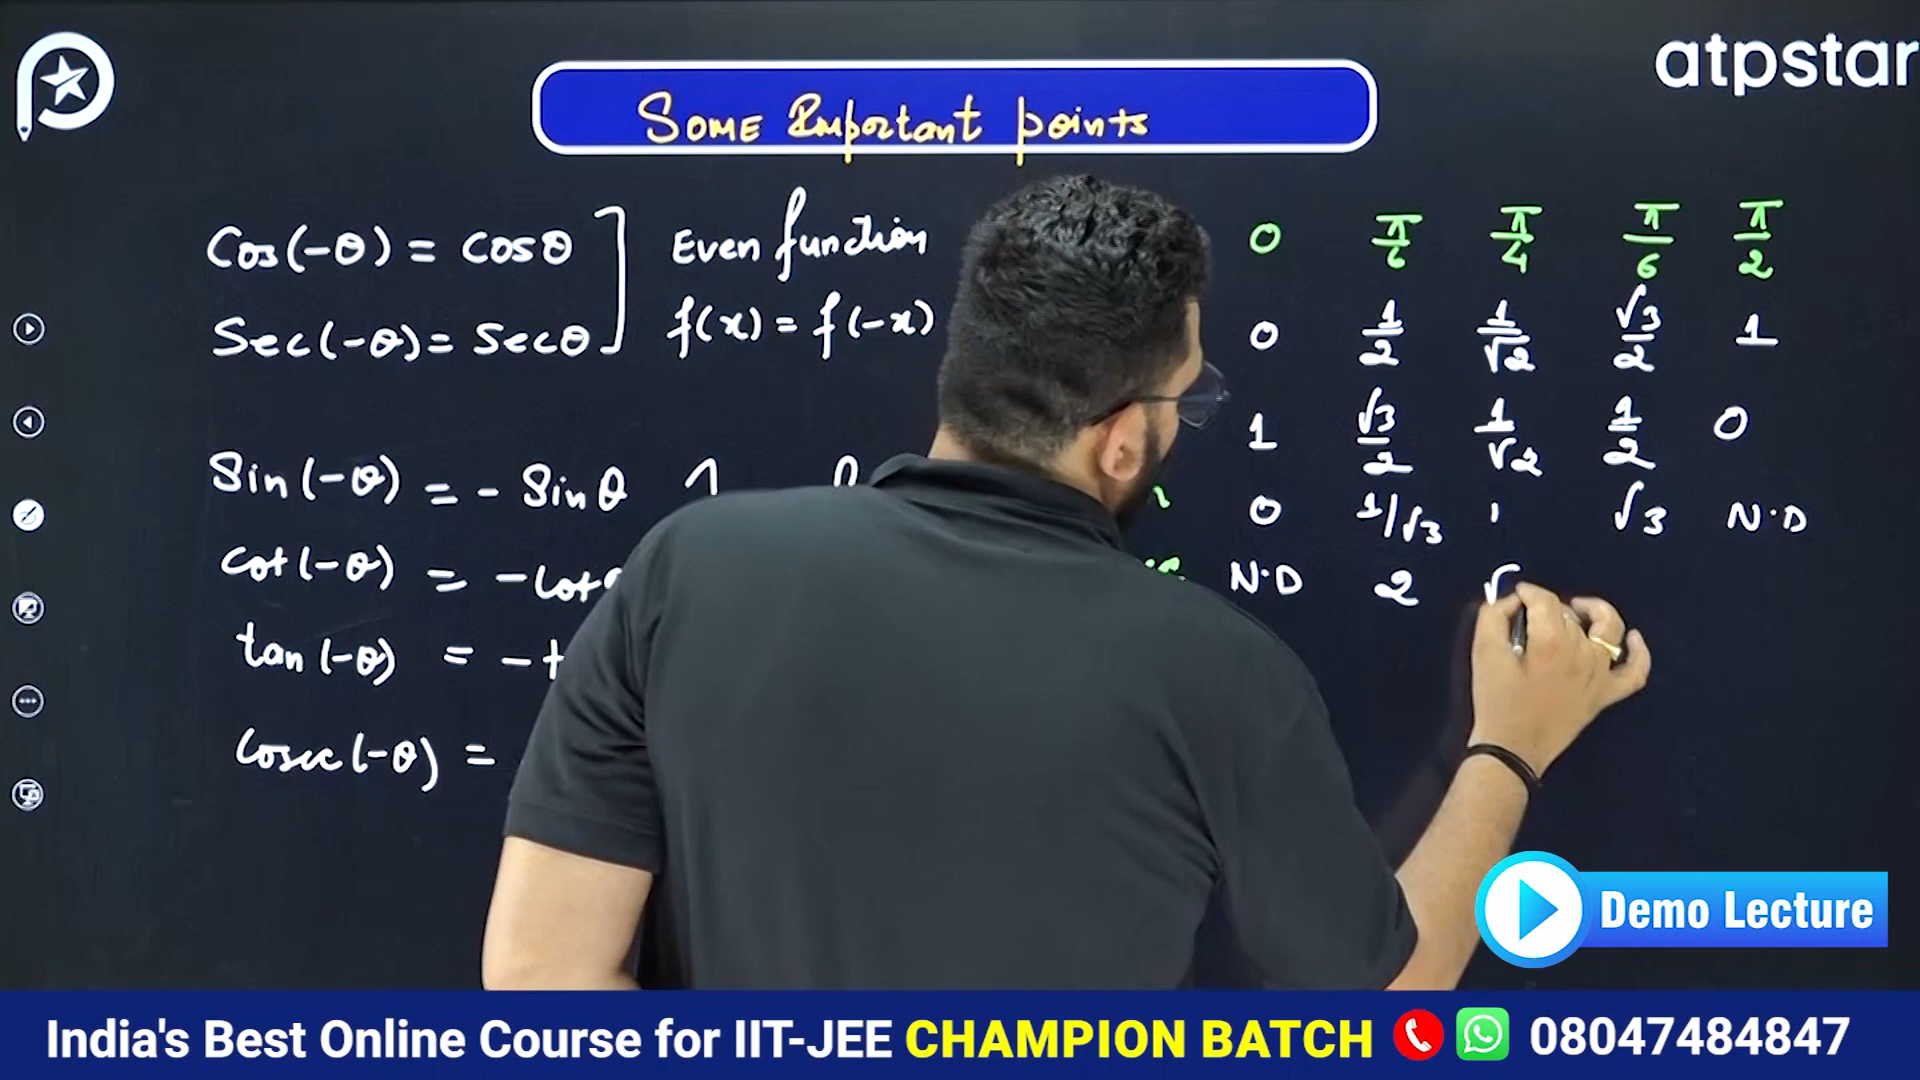 atpstar
SOME Important points
Cos(-θ) = cosθ
Sec(-θ) = Secθ
Even function
f(x) = f(-x)
Sin(-θ) = - Sinθ
cot(-θ) = -cot
tan(-θ) = -t
Cosec(-θ) =
0 π/6 π/4 π/6 π/2
0 1/2 1/√2 √3/2 1
1 √3/2 1/√2 1/2 0
0 1/√3 1 √3 N·D
N·D 2 √
Demo Lecture
India's Best Online Course for IIT-JEE CHAMPION BATCH 08047484847